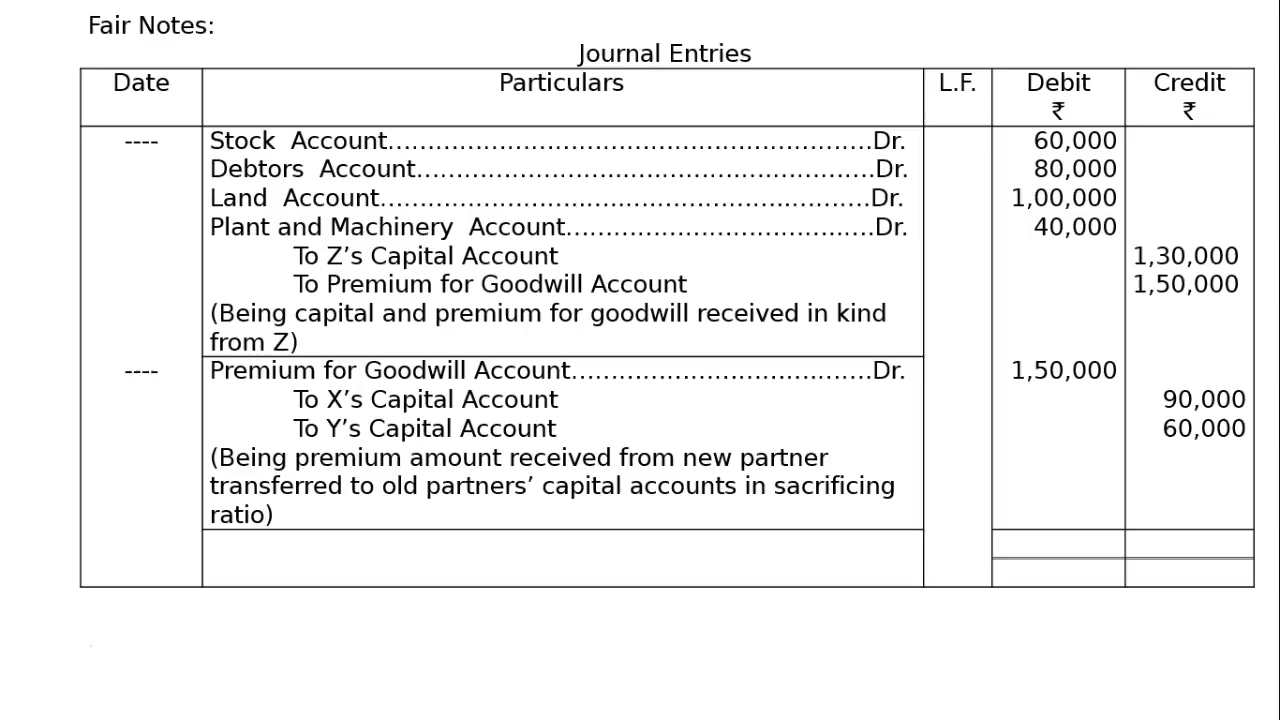 Fair Notes:
Journal Entries
Date Particulars L.F. Debit Credit
₹ ₹
---- Stock Account............................................................Dr. 60,000
Debtors Account.........................................................Dr. 80,000
Land Account.............................................................Dr. 1,00,000
Plant and Machinery Account......................................Dr. 40,000
To Z’s Capital Account 1,30,000
To Premium for Goodwill Account 1,50,000
(Being capital and premium for goodwill received in kind
from Z)
---- Premium for Goodwill Account.....................................Dr. 1,50,000
To X’s Capital Account 90,000
To Y’s Capital Account 60,000
(Being premium amount received from new partner
transferred to old partners’ capital accounts in sacrificing
ratio)